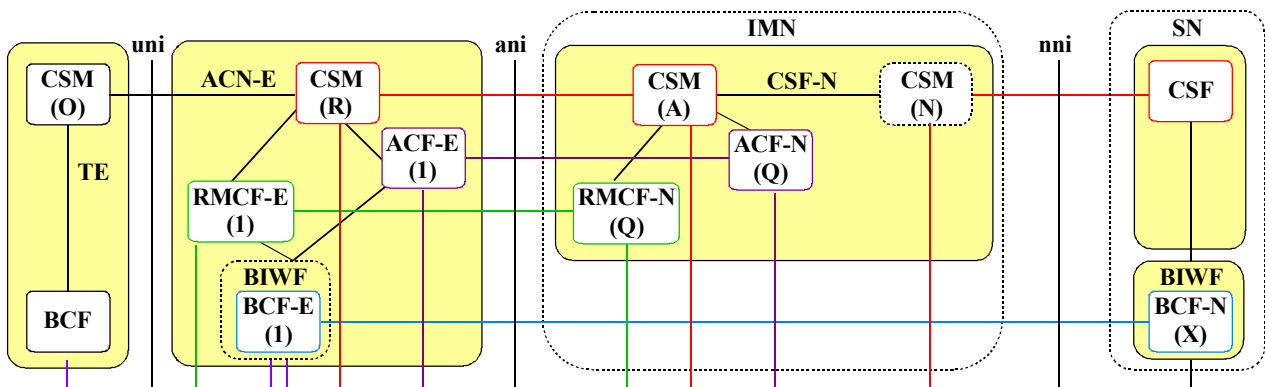 IMN
SN
uni
ani
nni
CSM
(O)
ACN-E
CSM
(R)
CSM
(A)
CSF-N
CSM
(N)
CSF
TE
ACF-E
(1)
ACF-N
(Q)
RMCF-E
(1)
RMCF-N
(Q)
BIWF
BIWF
BCF
BCF-E
(1)
BCF-N
(X)